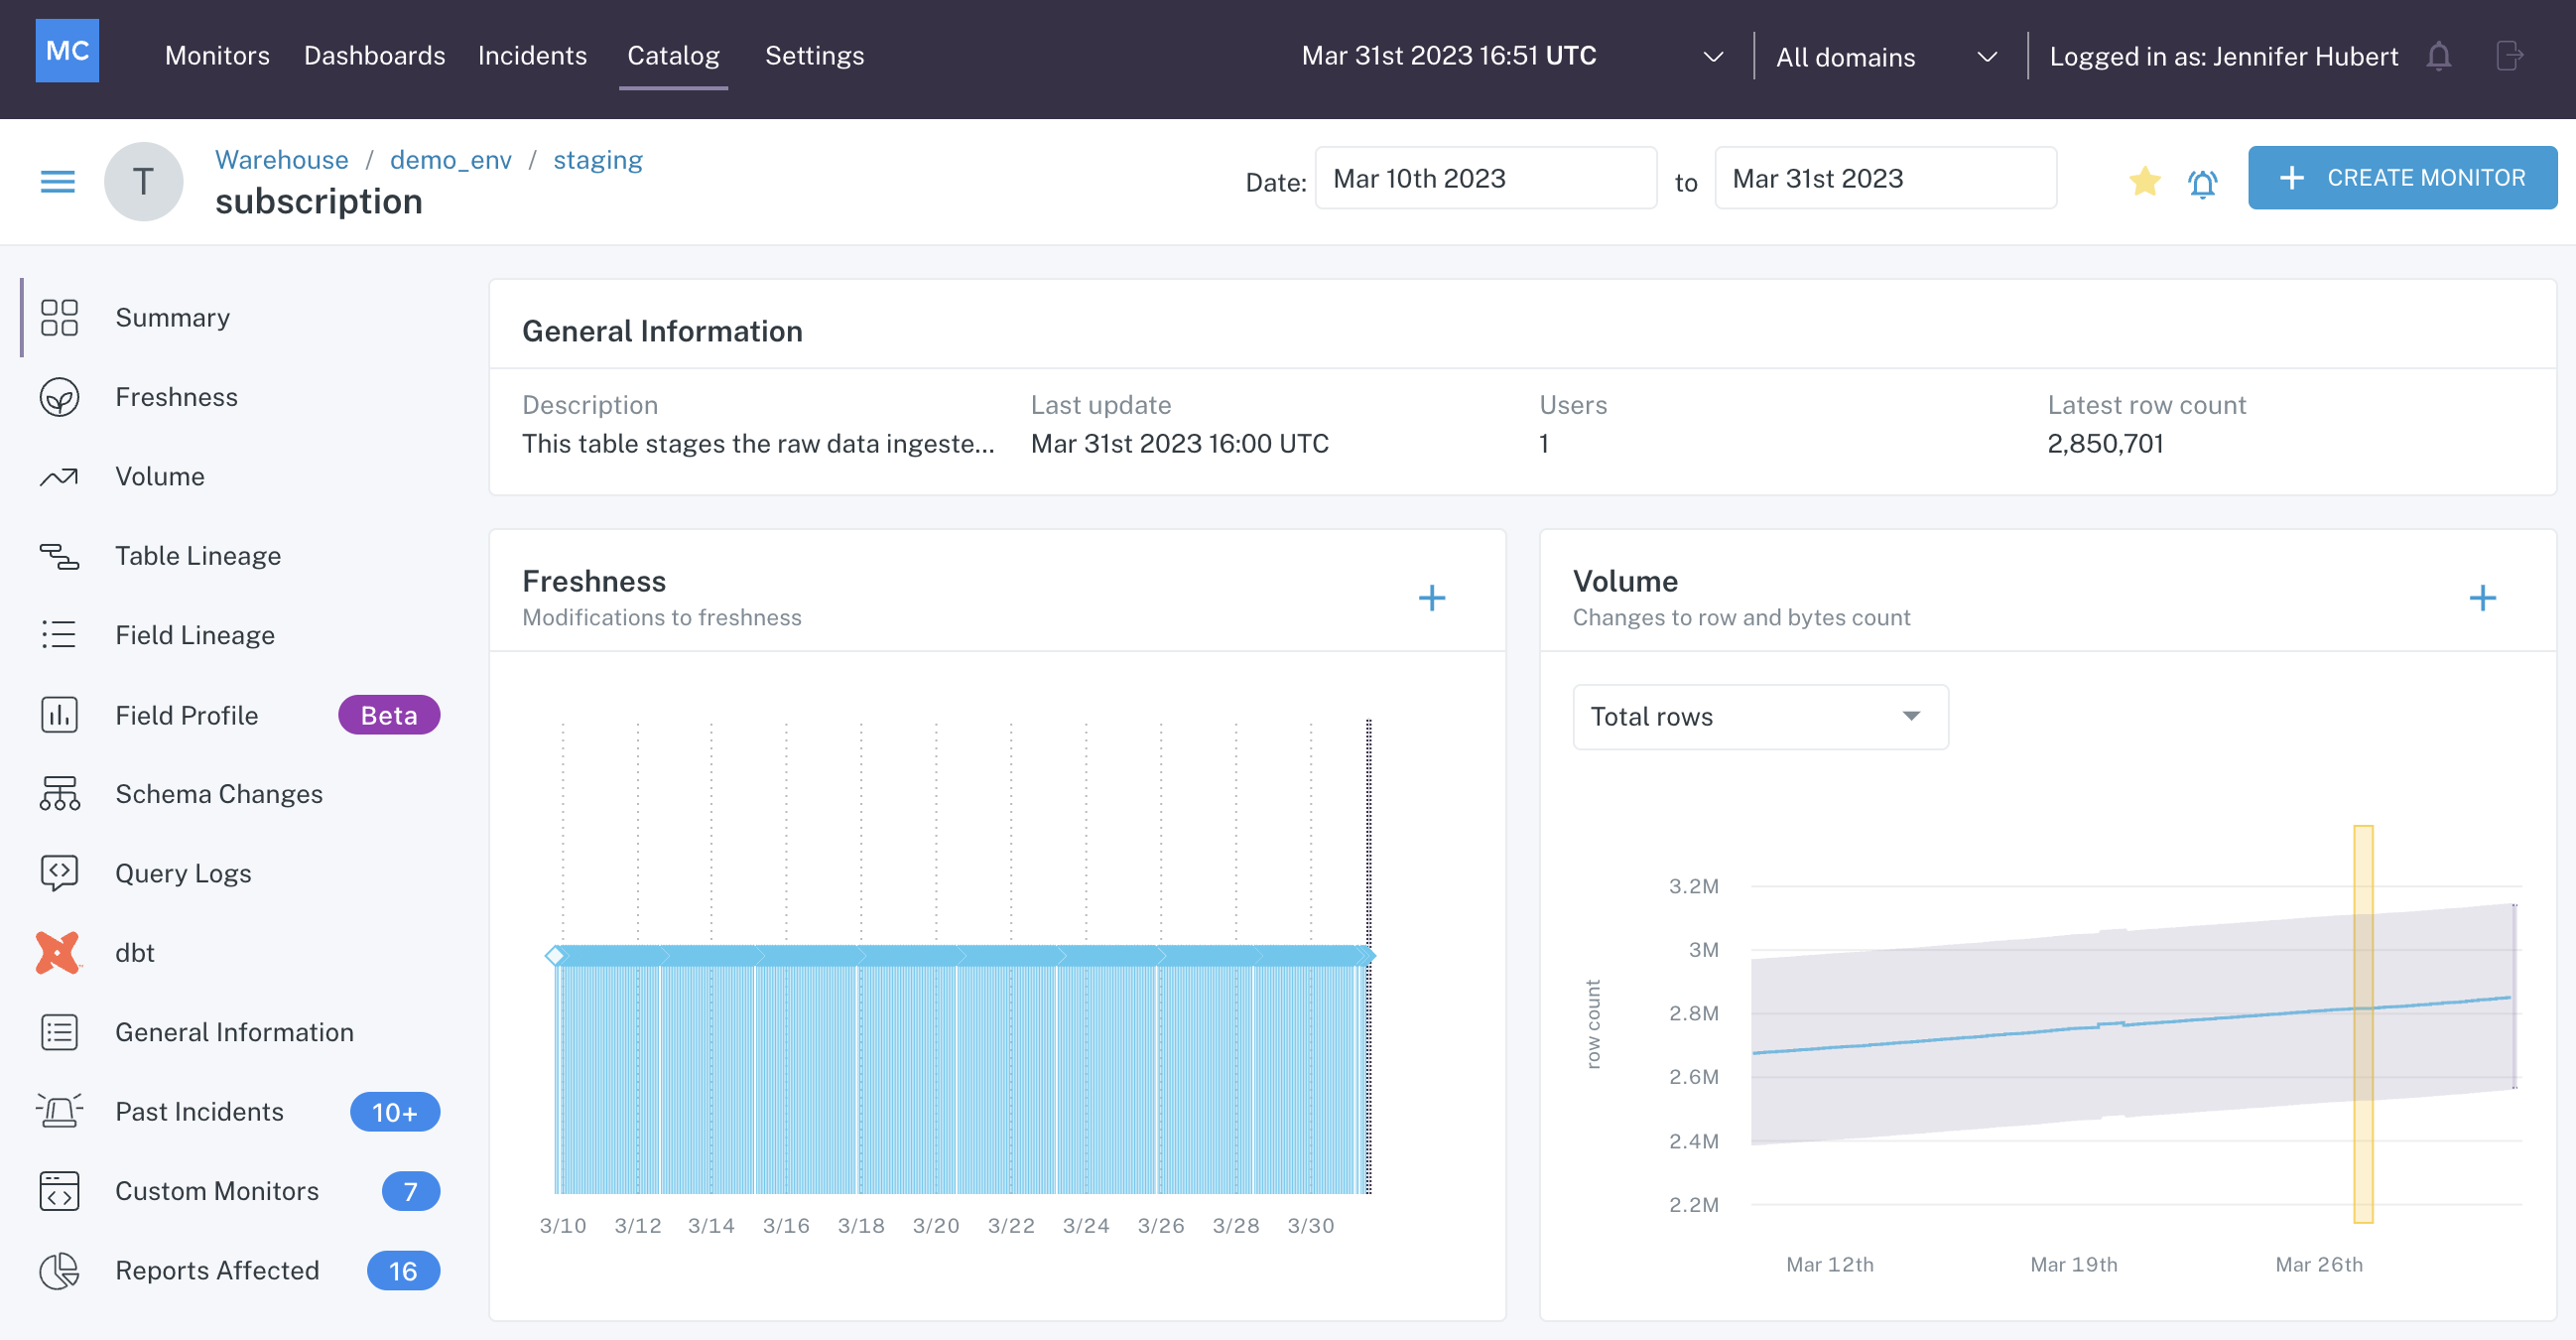 MC
Monitors Dashboards Incidents Catalog Settings
Mar 31st 2023 16:51 UTC
All domains
Logged in as: Jennifer Hubert
T
Warehouse / demo_env / staging
subscription
Date: Mar 10th 2023 to Mar 31st 2023
+ CREATE MONITOR
Summary
Freshness
Volume
Table Lineage
Field Lineage
Field Profile Beta
Schema Changes
Query Logs
dbt
General Information
Past Incidents 10+
Custom Monitors 7
Reports Affected 16
General Information
Description
This table stages the raw data ingeste...
Last update
Mar 31st 2023 16:00 UTC
Users
1
Latest row count
2,850,701
Freshness
Modifications to freshness
+
3/10 3/12 3/14 3/16 3/18 3/20 3/22 3/24 3/26 3/28 3/30
Volume
Changes to row and bytes count
+
Total rows
row count
3.2M
3M
2.8M
2.6M
2.4M
2.2M
Mar 12th Mar 19th Mar 26th